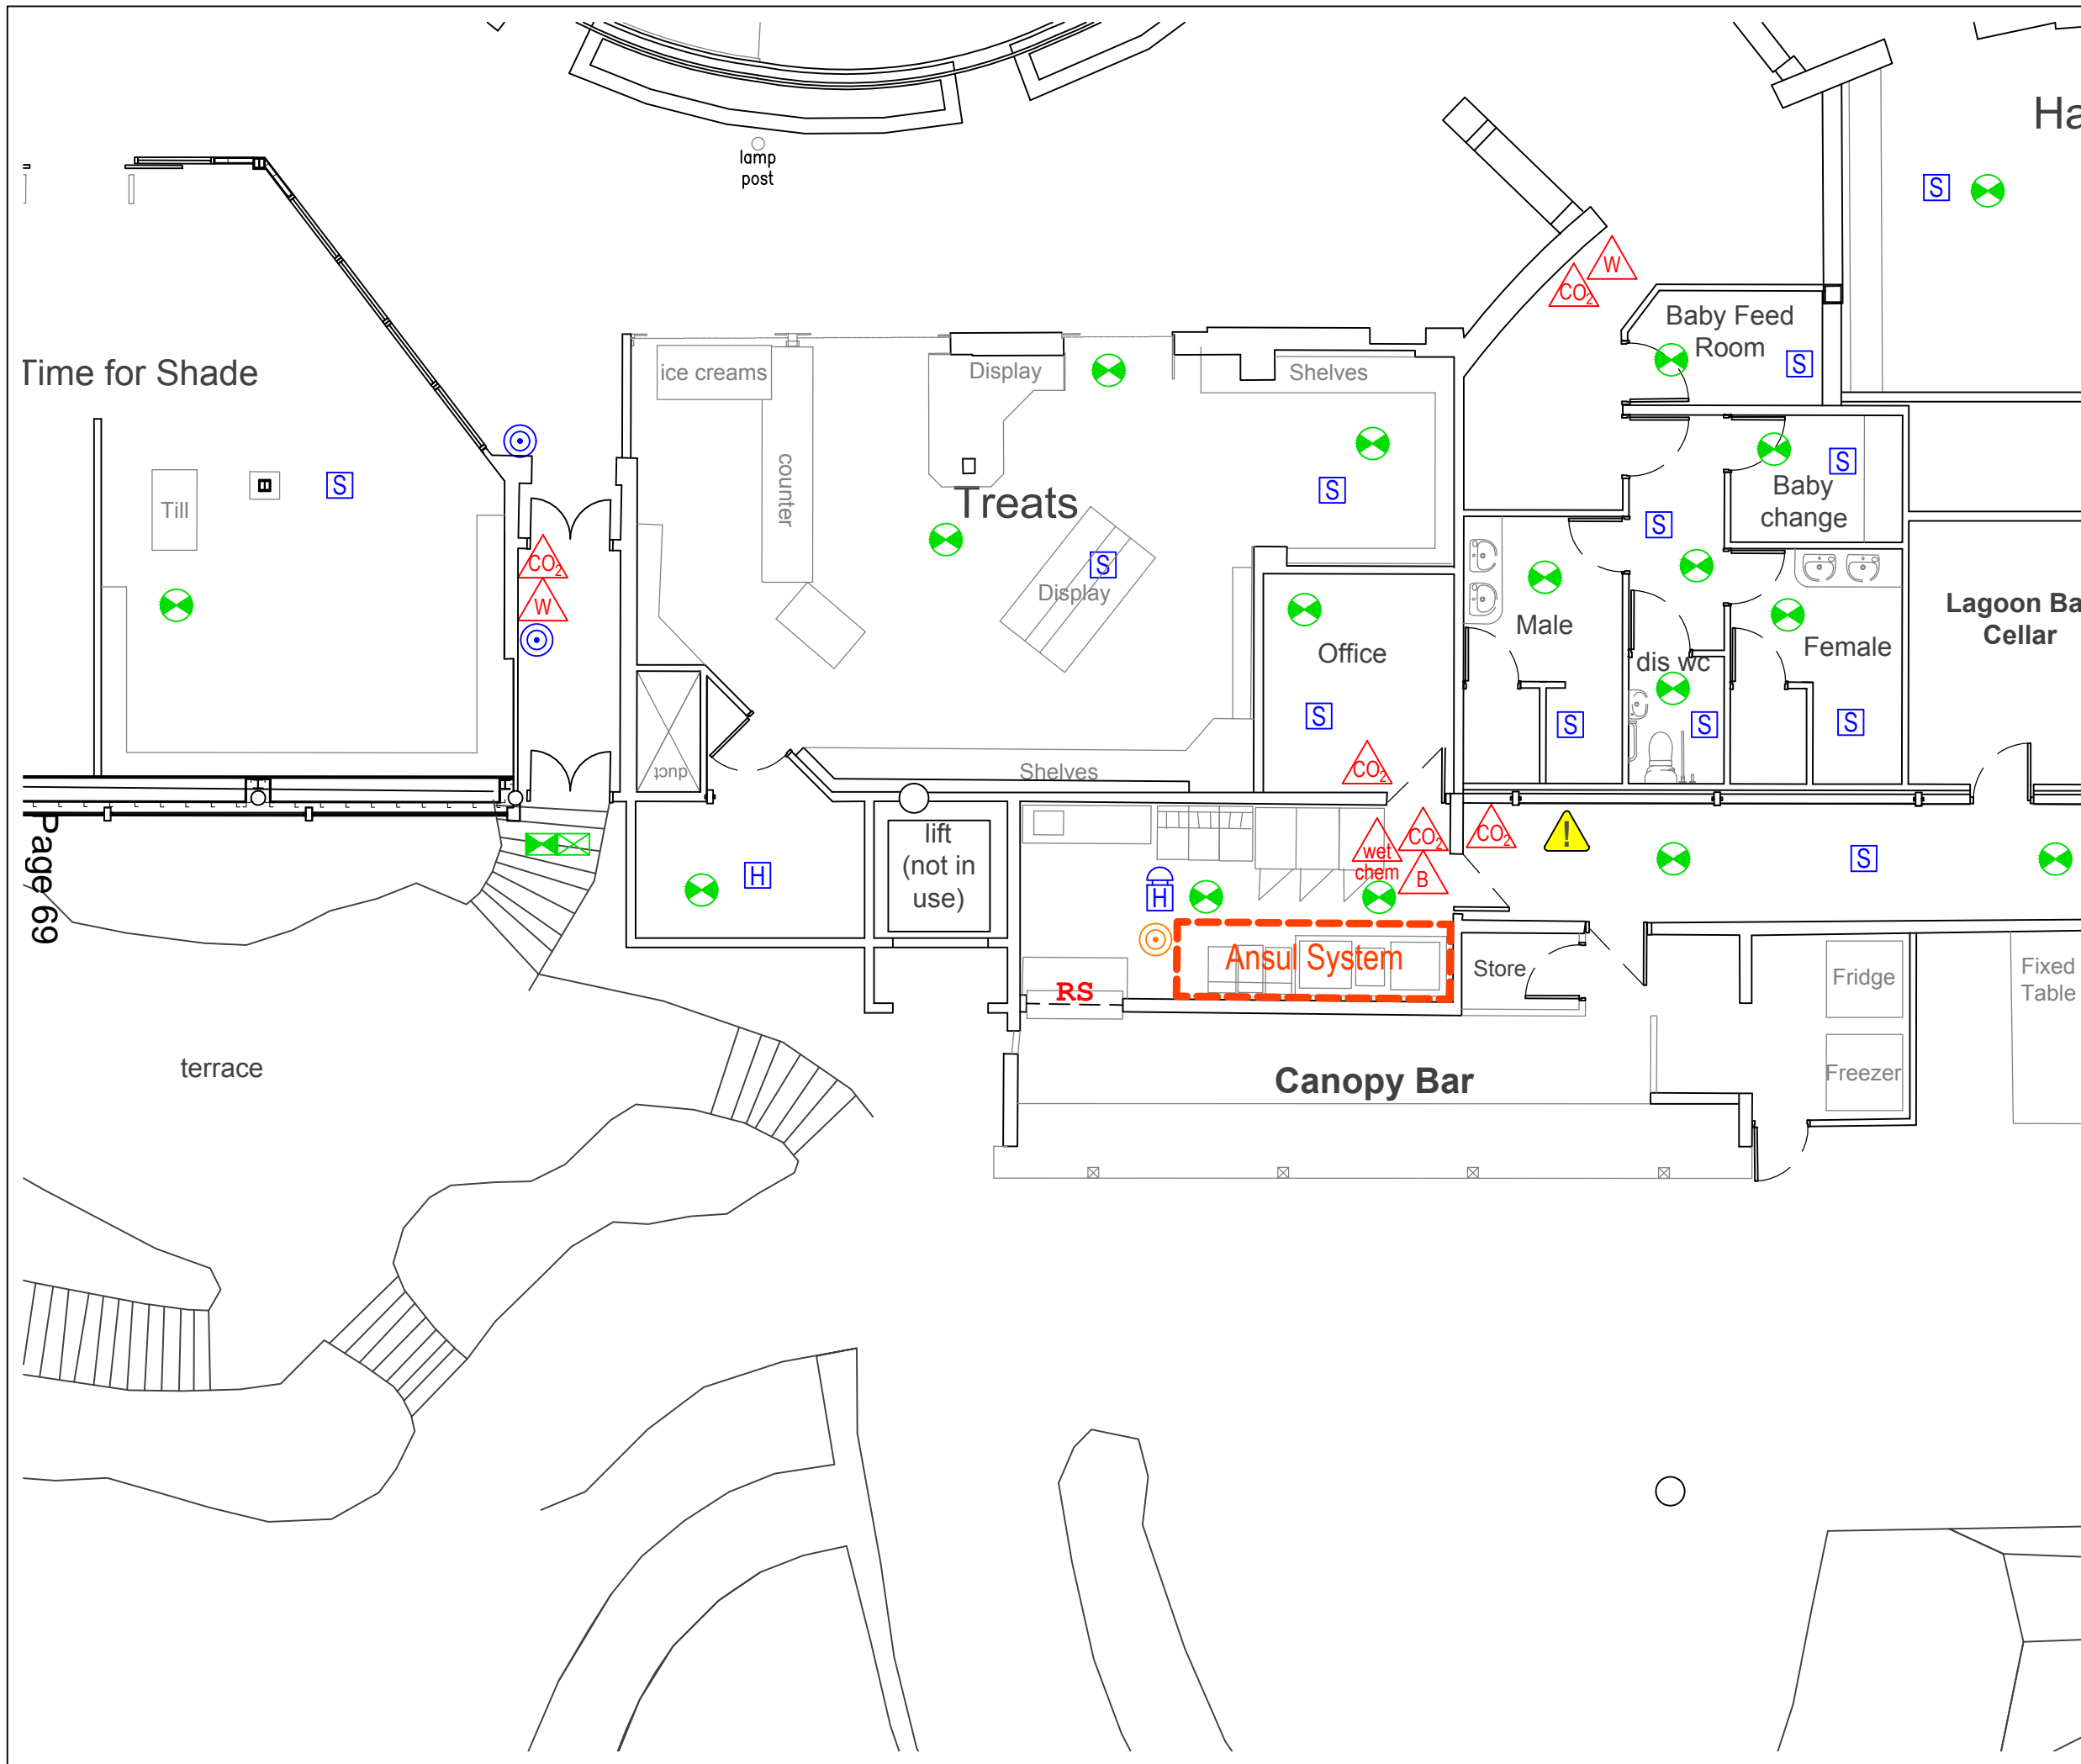 Ha
lamp
post
S
W
CO₂
Baby Feed
Room
S
Time for Shade
ice creams
Display
Shelves
counter
Treats
S
S
Till
S
Baby
change
S
CO₂
W
S
Display
Office
Male
dis wc
Female
Lagoon Ba
Cellar
S
S
S
S
duct
Shelves
CO₂
Page 69
H
lift
(not in
use)
wet
chem
CO₂
B
CO₂
!
S
H
Ansul System
RS
Store
Fridge
Fixed
Table
terrace
Canopy Bar
Freezer